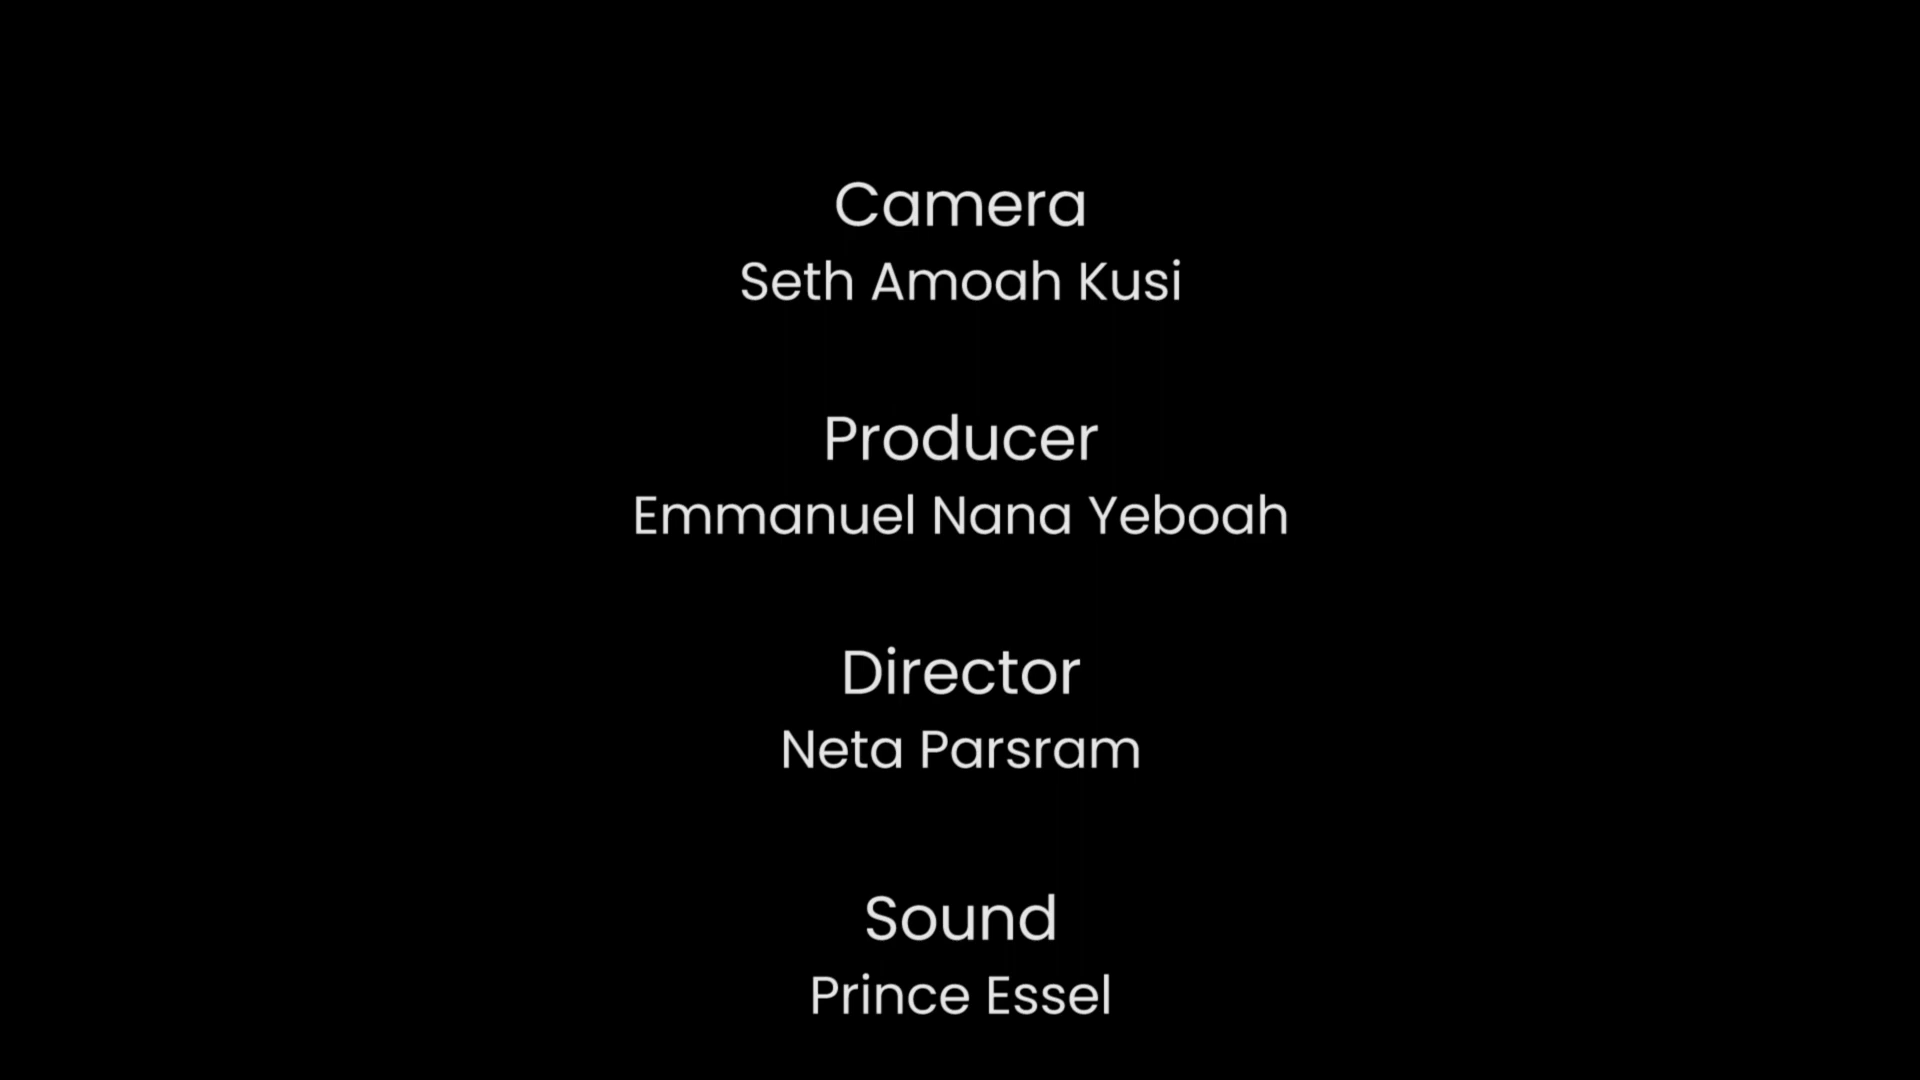 Camera
Seth Amoah Kusi
Producer
Emmanuel Nana Yeboah
Director
Neta Parsram
Sound
Prince Essel